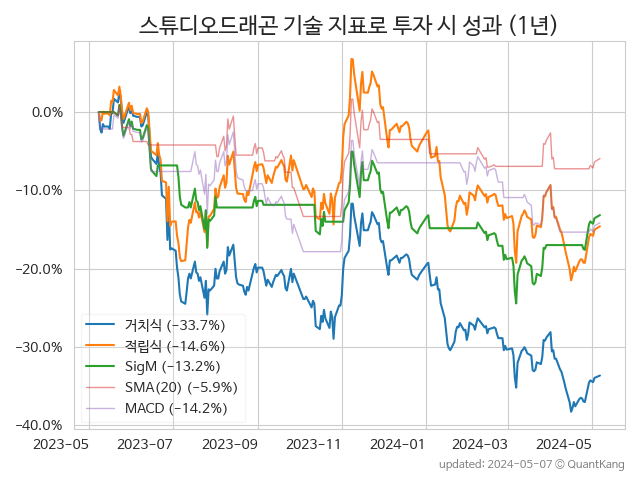 스튜디오드래곤 기술 지표로 투자 시 성과 (1년)
0.0%
−10.0%
−20.0%
−30.0%
−40.0%
거치식 (−33.7%)
적립식 (−14.6%)
SigM (−13.2%)
SMA(20) (−5.9%)
MACD (−14.2%)
2023-05 2023-07 2023-09 2023-11 2024-01 2024-03 2024-05
updated: 2024-05-07 © QuantKang